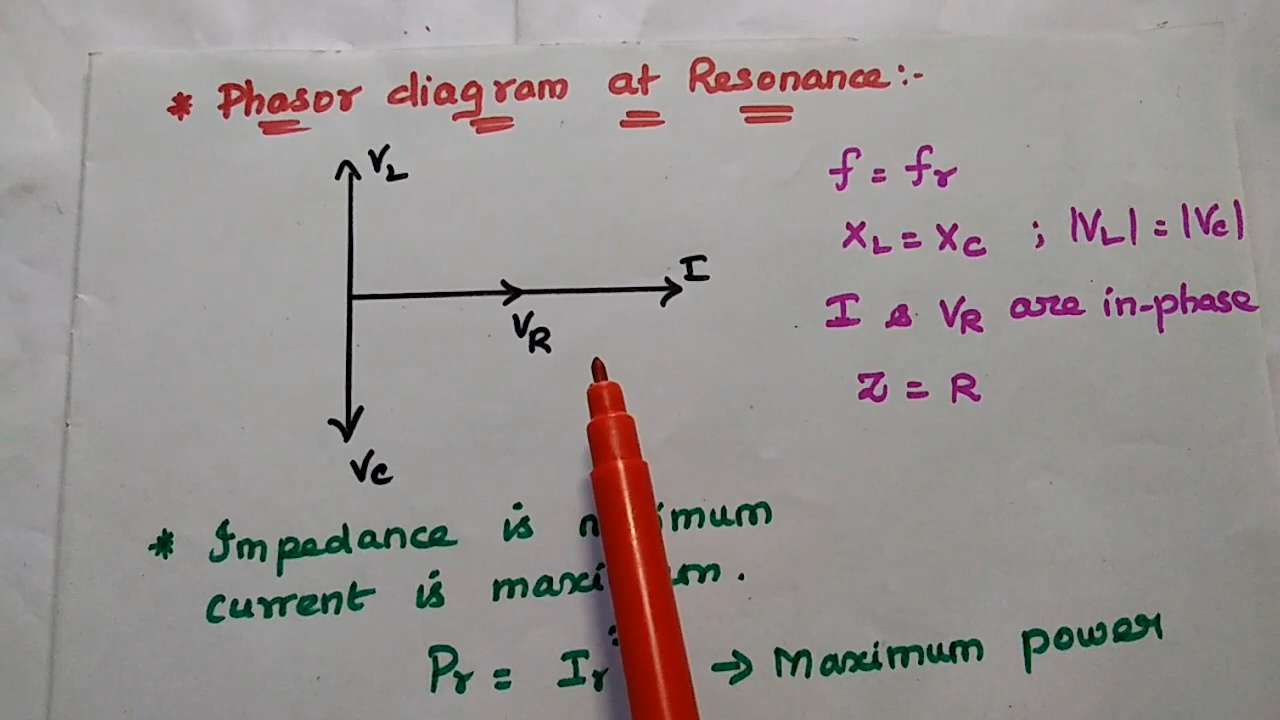 * Phasor diagram at Resonance:-
VL
I
VR
Vc
f = fr
XL = XC ; |VL| = |Vc|
I & VR are in-phase
Z = R
* Impedance is
current is
Pr = Ir → Maximum power